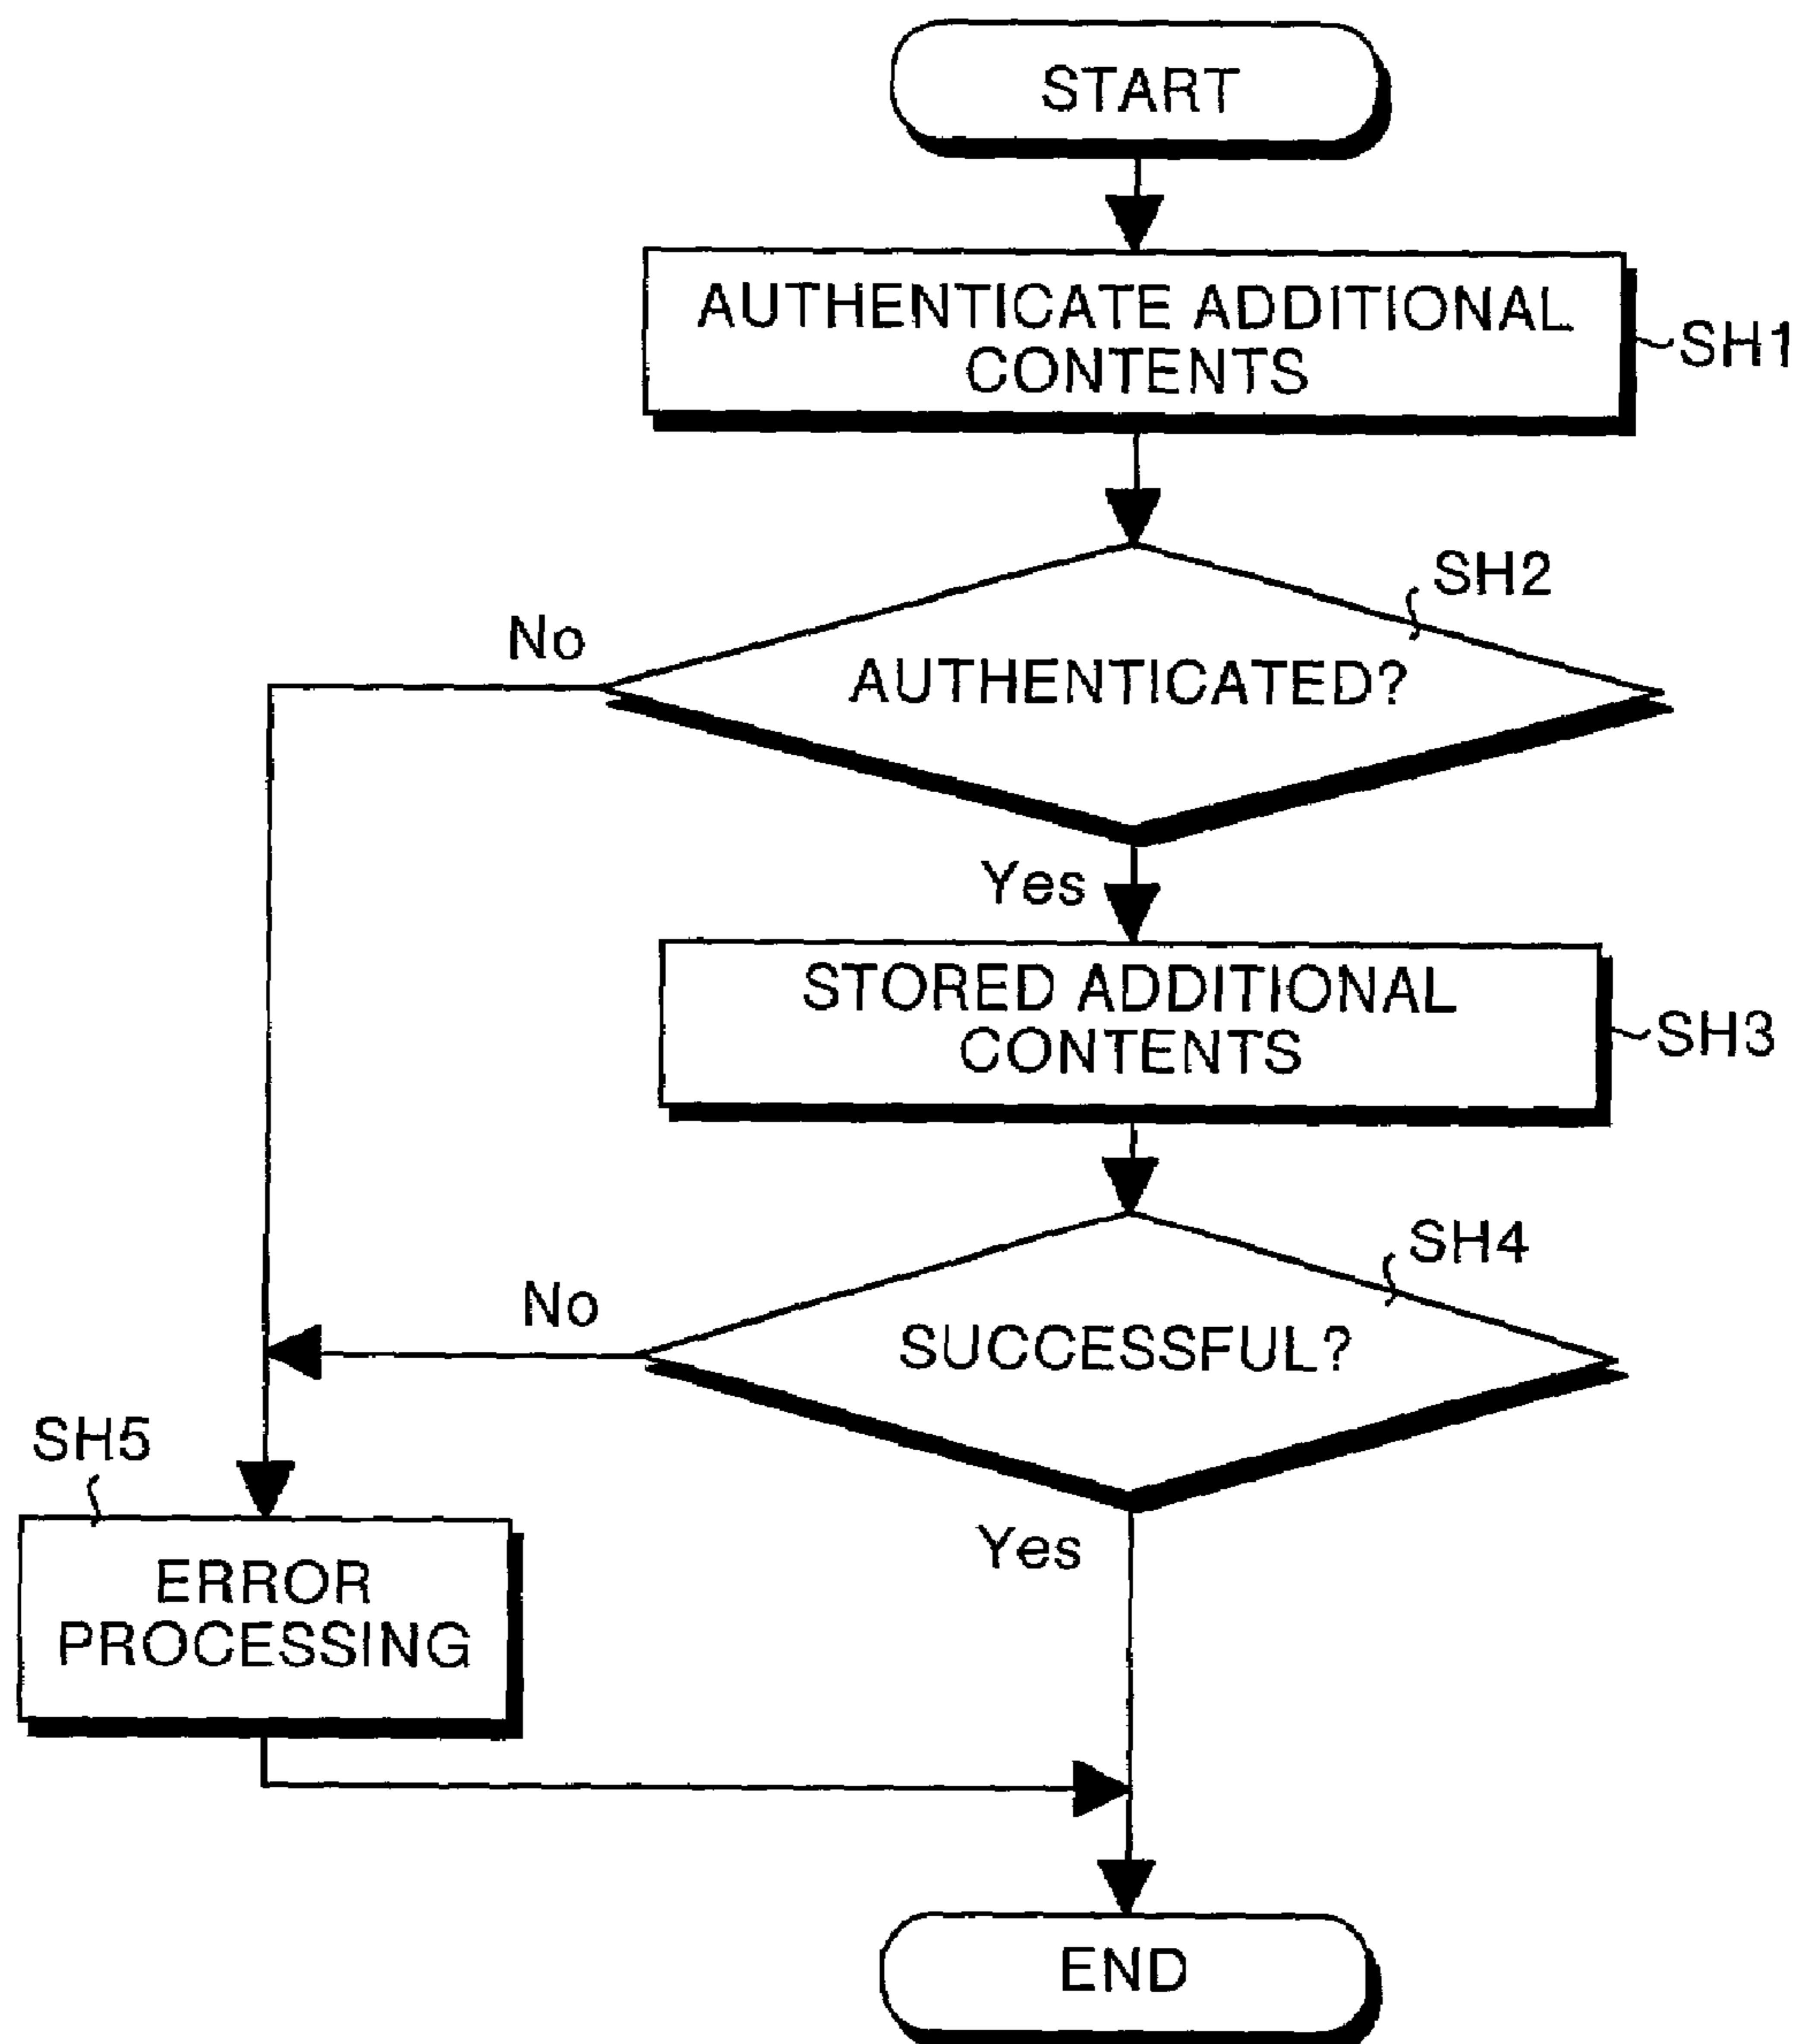 START
AUTHENTICATE ADDITIONAL
CONTENTS
SH1
SH2
No
AUTHENTICATED?
Yes
STORED ADDITIONAL
CONTENTS
SH3
SH4
No
SUCCESSFUL?
SH5
Yes
ERROR
PROCESSING
END